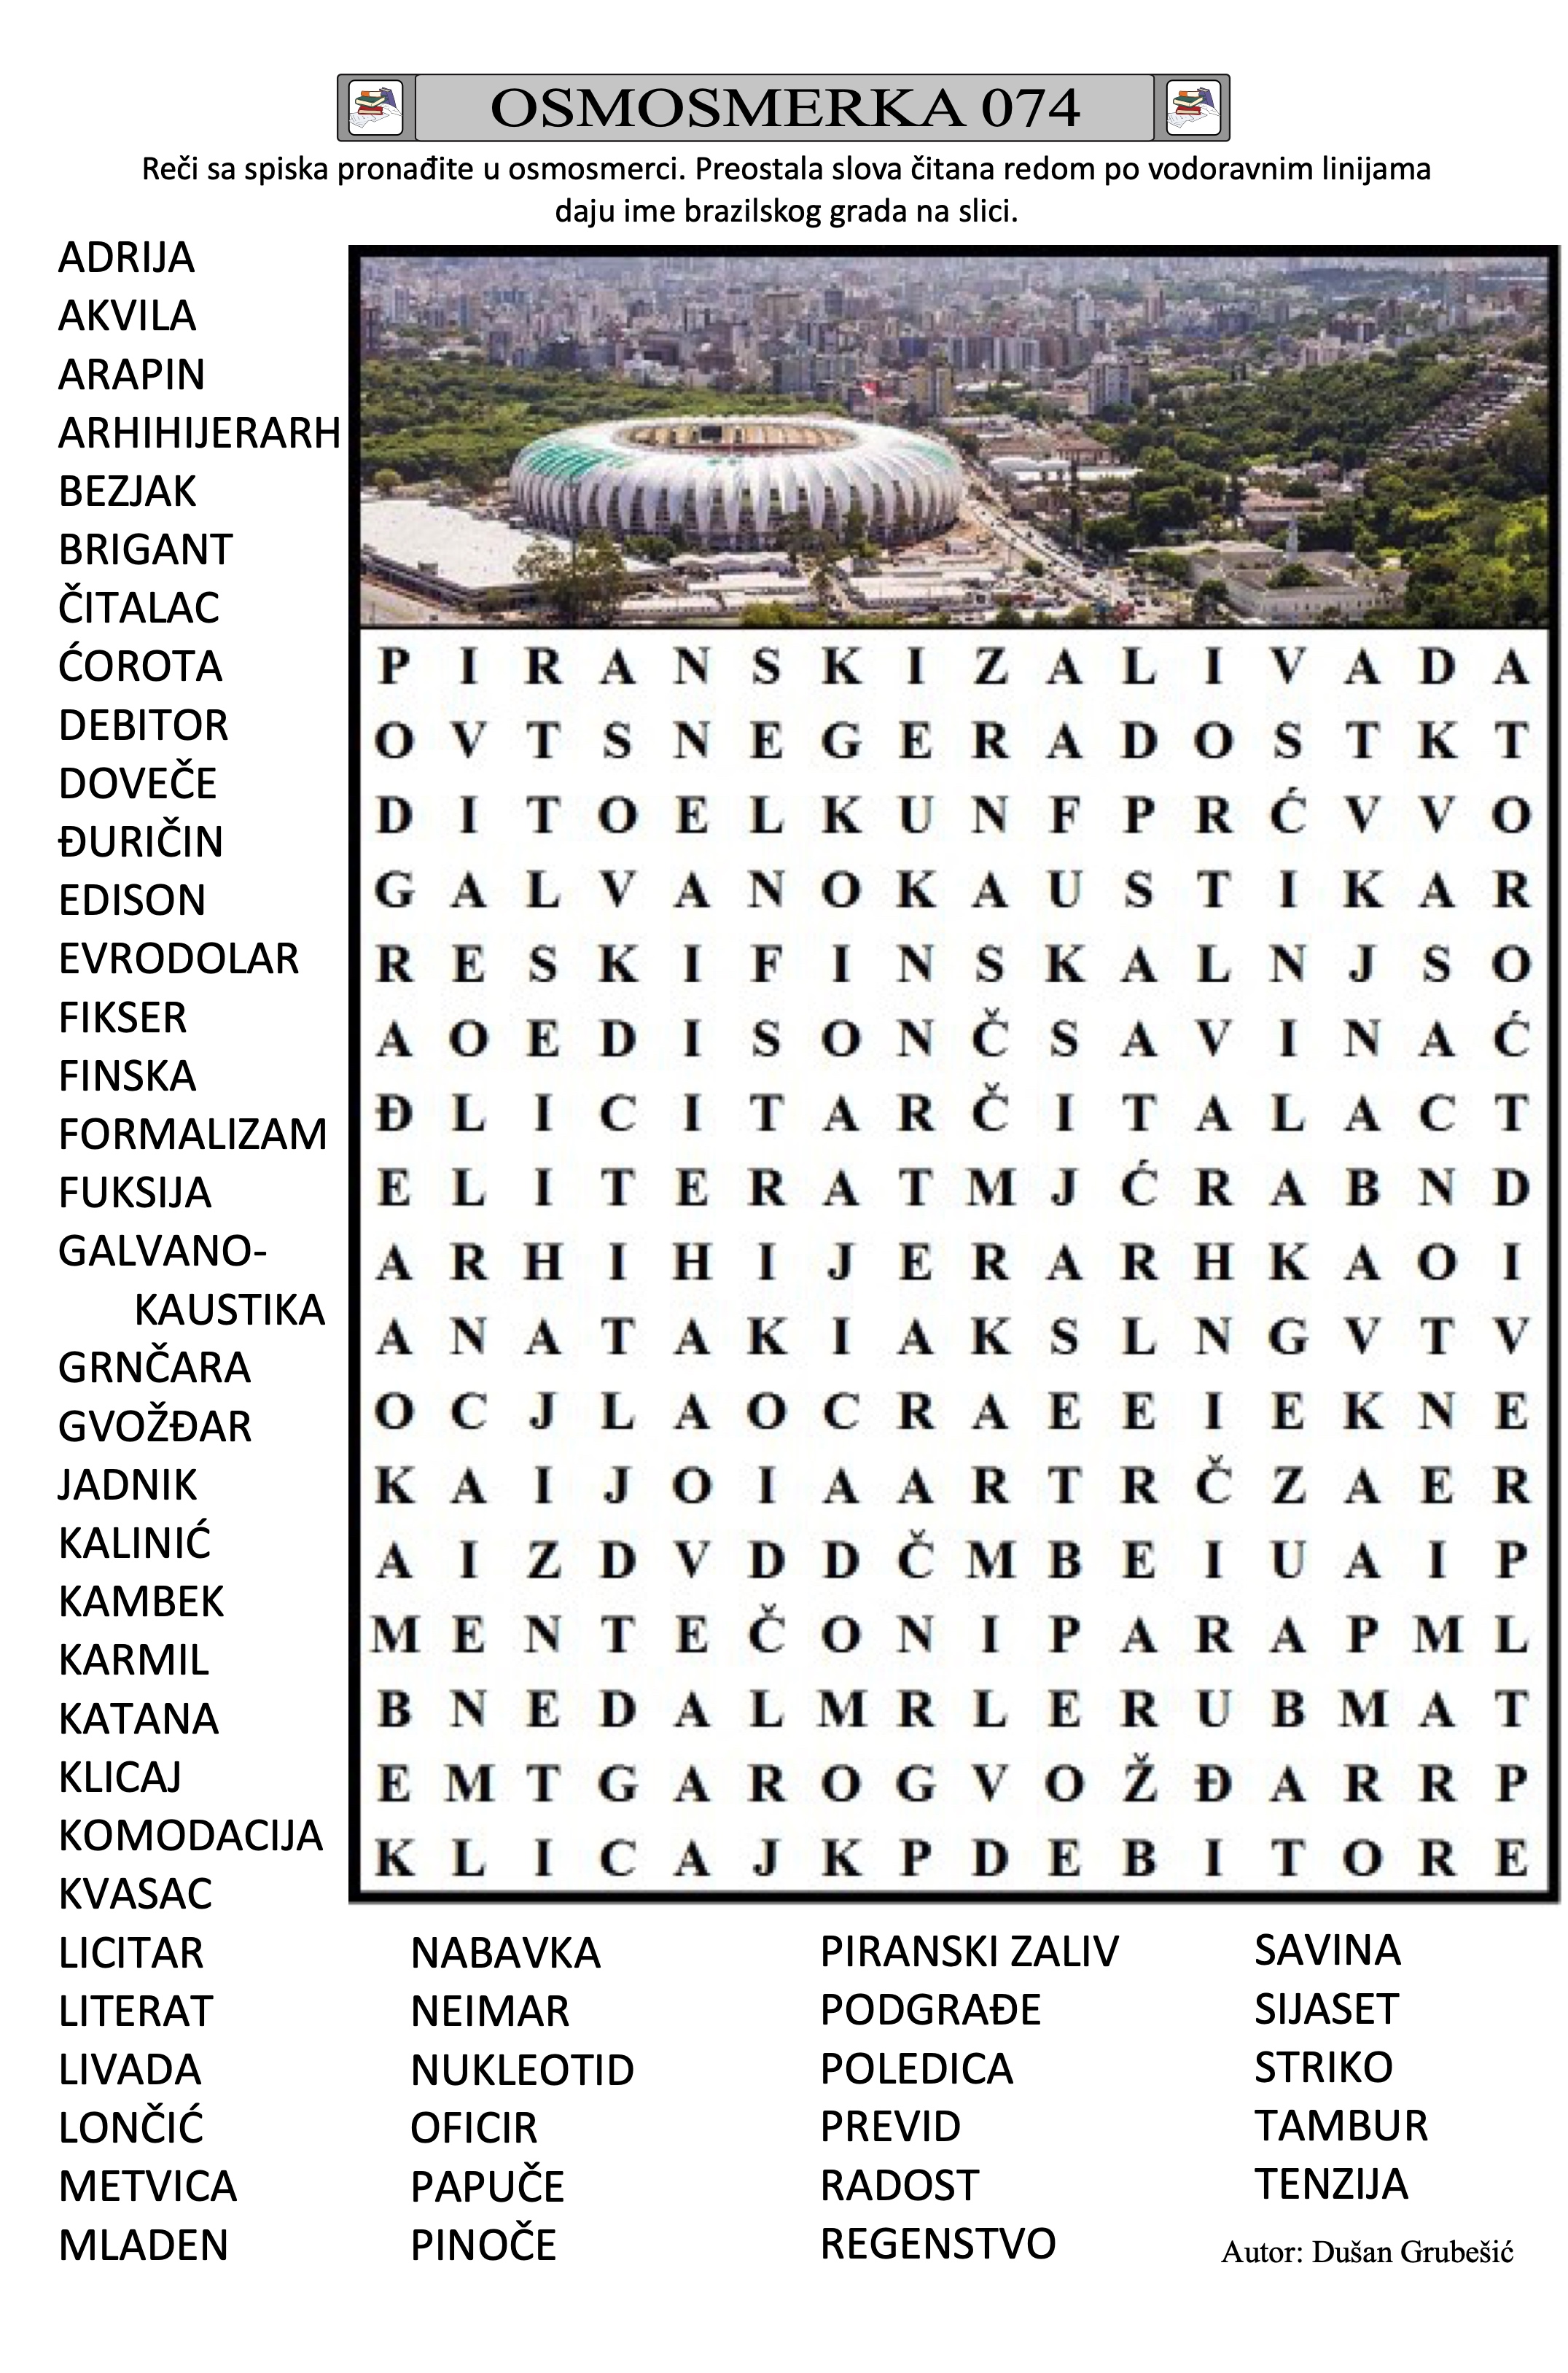 OSMOSMERKA 074
Reči sa spiska pronađite u osmosmerci. Preostala slova čitana redom po vodoravnim linijama
daju ime brazilskog grada na slici.
ADRIJA
AKVILA
ARAPIN
ARHIHIJERARH
BEZJAK
BRIGANT
ČITALAC
ĆOROTA
DEBITOR
DOVEČE
ĐURIČIN
EDISON
EVRODOLAR
FIKSER
FINSKA
FORMALIZAM
FUKSIJA
GALVANO-
KAUSTIKA
GRNČARA
GVOŽĐAR
JADNIK
KALINIĆ
KAMBEK
KARMIL
KATANA
KLICAJ
KOMODACIJA
KVASAC
LICITAR
LITERAT
LIVADA
LONČIĆ
METVICA
MLADEN
P I R A N S K I Z A L I V A D A
O V T S N E G E R A D O S T K T
D I T O E L K U N F P R Ć V V O
G A L V A N O K A U S T I K A R
R E S K I F I N S K A L N J S O
A O E D I S O N Č S A V I N A Ć
Đ L I C I T A R Č I T A L A C T
E L I T E R A T M J Ć R A B N D
A R H I H I J E R A R H K A O I
A N A T A K I A K S L N G V T V
O C J L A O C R A E E I E K N E
K A I J O I A A R T R Č Z A E R
A I Z D V D D Č M B E I U A I P
M E N T E Č O N I P A R A P M L
B N E D A L M R L E R U B M A T
E M T G A R O G V O Ž Đ A R R P
K L I C A J K P D E B I T O R E
NABAVKA
NEIMAR
NUKLEOTID
OFICIR
PAPUČE
PINOČE
PIRANSKI ZALIV
PODGRAĐE
POLEDICA
PREVID
RADOST
REGENSTVO
SAVINA
SIJASET
STRIKO
TAMBUR
TENZIJA
Autor: Dušan Grubešić